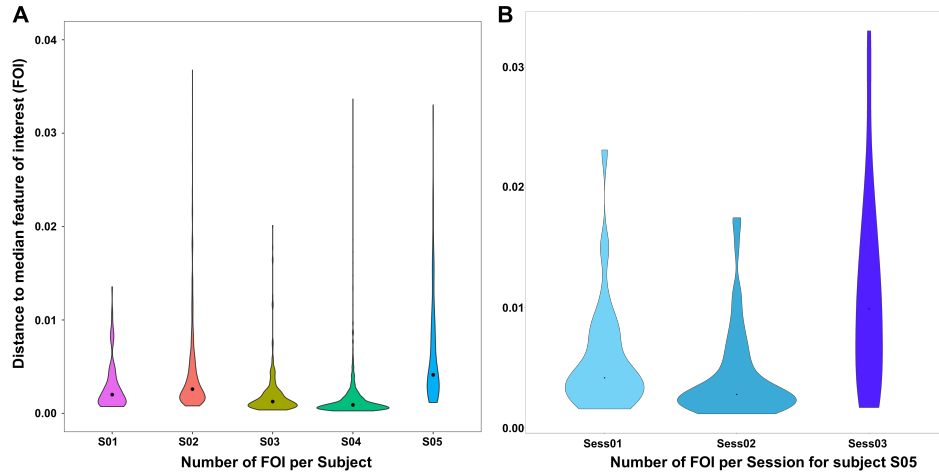 A
Distance to median feature of interest (FOI)
0.04
0.03
0.02
0.01
0.00
S01 S02 S03 S04 S05
Number of FOI per Subject
B
0.03
0.02
0.01
0.00
Sess01 Sess02 Sess03
Number of FOI per Session for subject S05